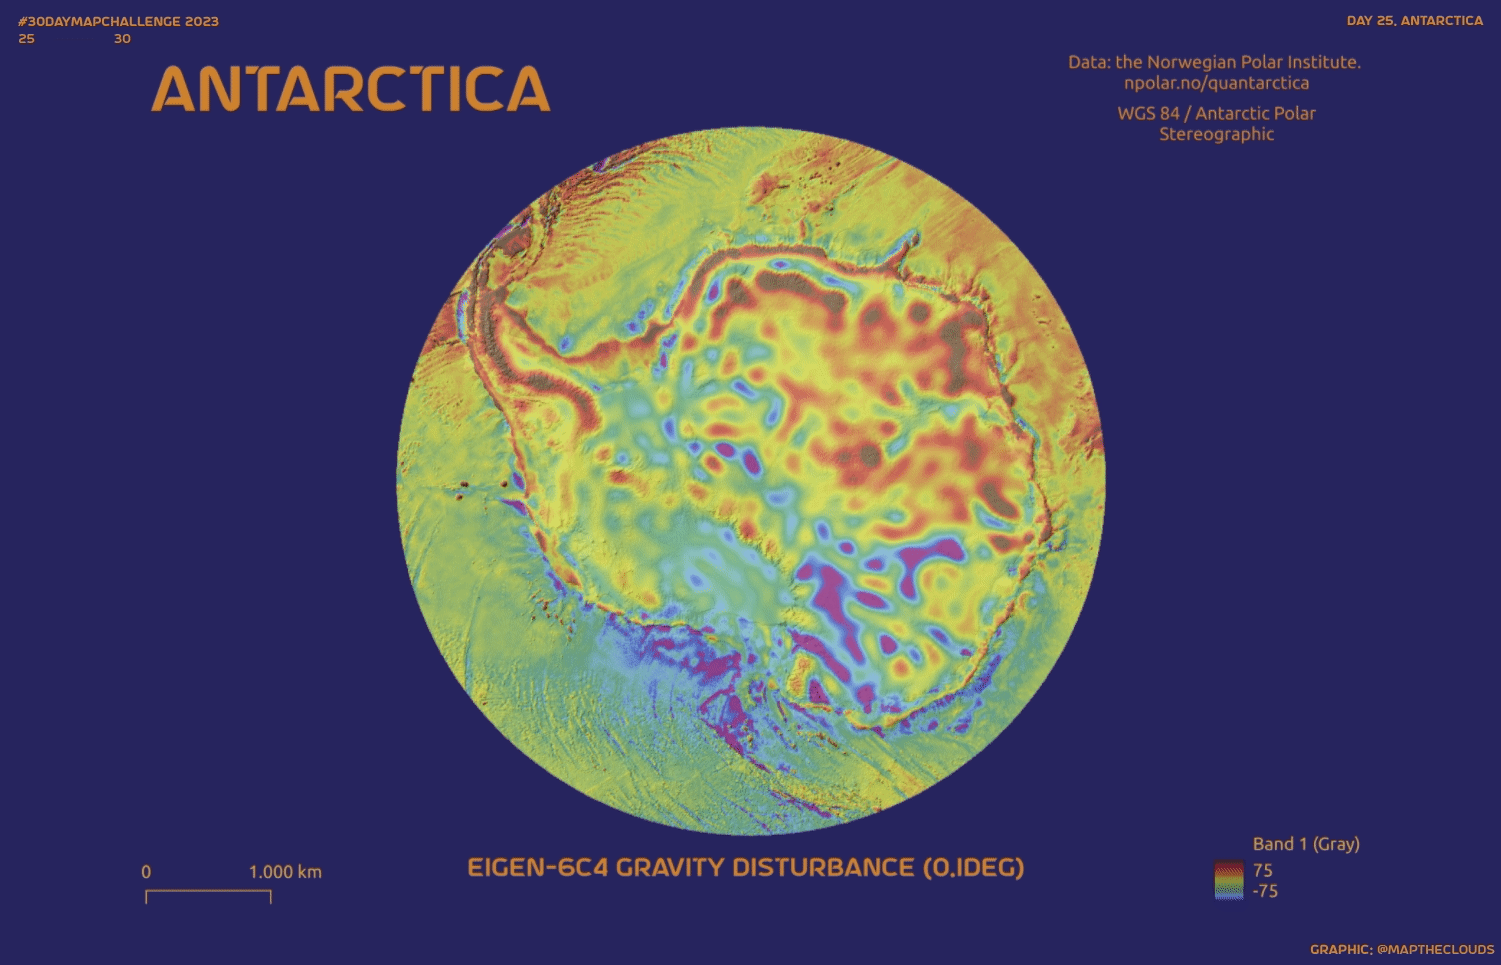 #30DAYMAPCHALLENGE 2023
25 30
DAY 25, ANTARCTICA
ANTARCTICA
Data: the Norwegian Polar Institute.
npolar.no/quantarctica
WGS 84 / Antarctic Polar
Stereographic
0 1.000 km
EIGEN-6C4 GRAVITY DISTURBANCE (0.1DEG)
Band 1 (Gray)
75
-75
GRAPHIC: @MAPTHECLOUDS